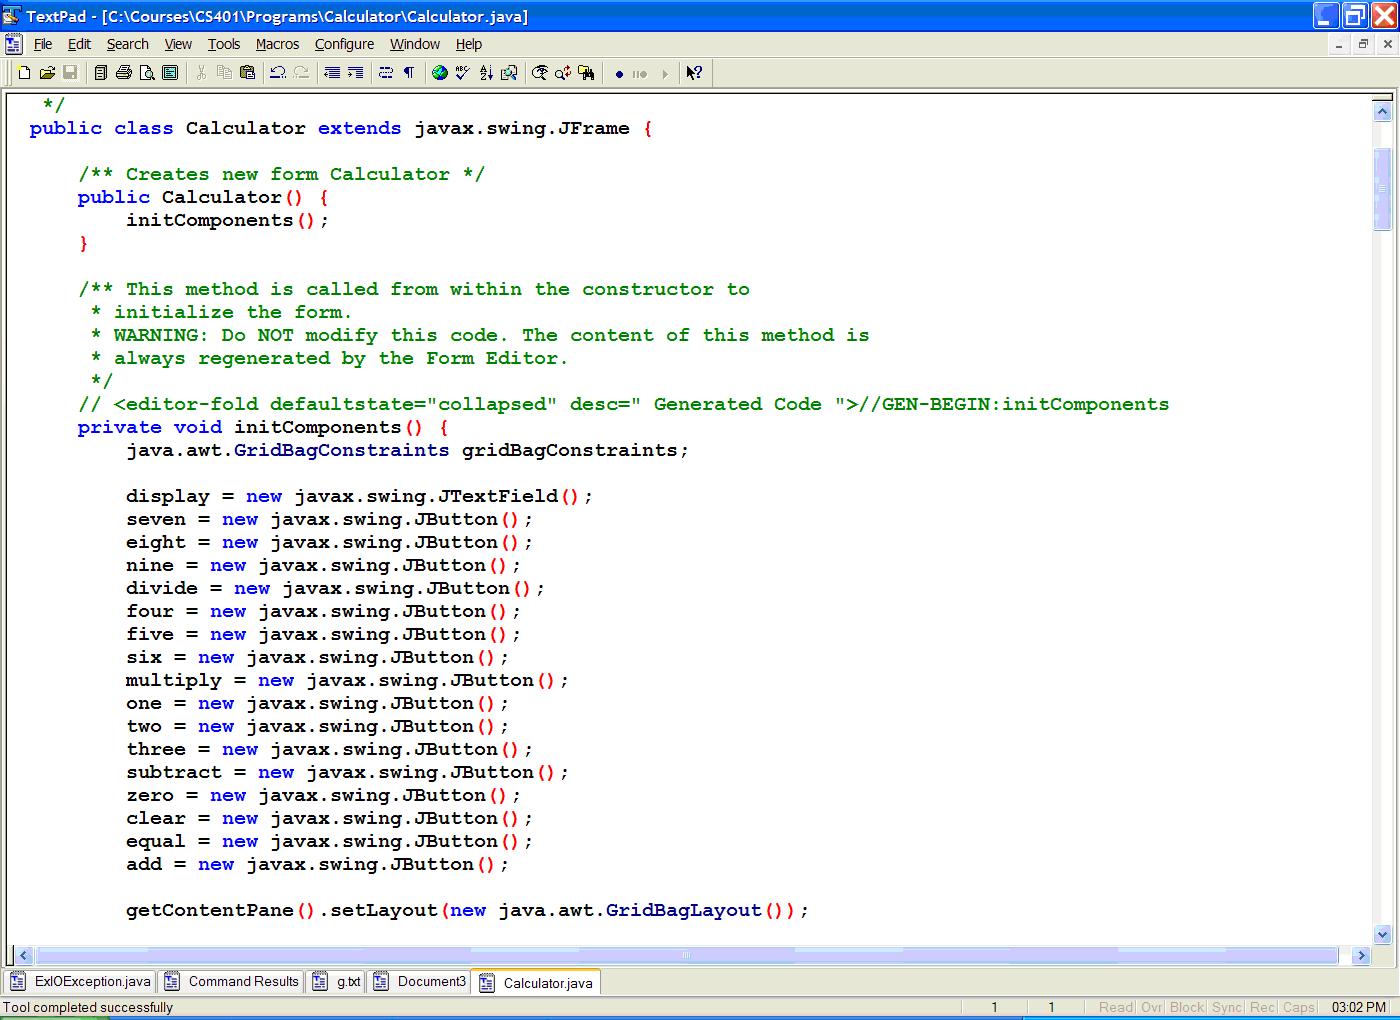 TextPad - [C:\Courses\CS401\Programs\Calculator\Calculator.java]
File Edit Search View Tools Macros Configure Window Help
*/
public class Calculator extends javax.swing.JFrame {
/** Creates new form Calculator */
public Calculator() {
initComponents();
}
/** This method is called from within the constructor to
* initialize the form.
* WARNING: Do NOT modify this code. The content of this method is
* always regenerated by the Form Editor.
*/
// <editor-fold defaultstate="collapsed" desc=" Generated Code ">//GEN-BEGIN:initComponents
private void initComponents() {
java.awt.GridBagConstraints gridBagConstraints;
display = new javax.swing.JTextField();
seven = new javax.swing.JButton();
eight = new javax.swing.JButton();
nine = new javax.swing.JButton();
divide = new javax.swing.JButton();
four = new javax.swing.JButton();
five = new javax.swing.JButton();
six = new javax.swing.JButton();
multiply = new javax.swing.JButton();
one = new javax.swing.JButton();
two = new javax.swing.JButton();
three = new javax.swing.JButton();
subtract = new javax.swing.JButton();
zero = new javax.swing.JButton();
clear = new javax.swing.JButton();
equal = new javax.swing.JButton();
add = new javax.swing.JButton();
getContentPane().setLayout(new java.awt.GridBagLayout());
ExIOException.java Command Results g.txt Document3 Calculator.java
Tool completed successfully 1 1 Read Ovr Block Sync Rec Caps 03:02 PM